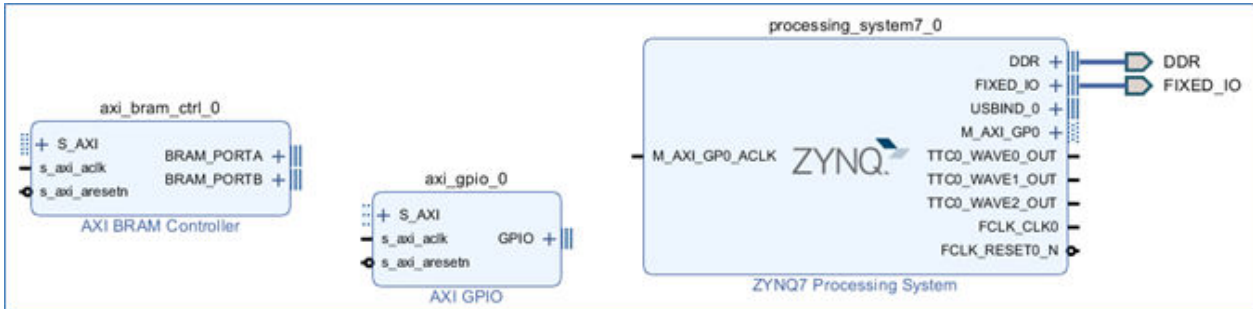 axi_bram_ctrl_0
S_AXI
s_axi_aclk
s_axi_aresetn
BRAM_PORTA
BRAM_PORTB
AXI BRAM Controller
axi_gpio_0
S_AXI
s_axi_aclk
s_axi_aresetn
GPIO
AXI GPIO
processing_system7_0
M_AXI_GP0_ACLK
ZYNQ
DDR
FIXED_IO
USBIND_0
M_AXI_GP0
TTC0_WAVE0_OUT
TTC0_WAVE1_OUT
TTC0_WAVE2_OUT
FCLK_CLK0
FCLK_RESET0_N
ZYNQ7 Processing System
DDR
FIXED_IO